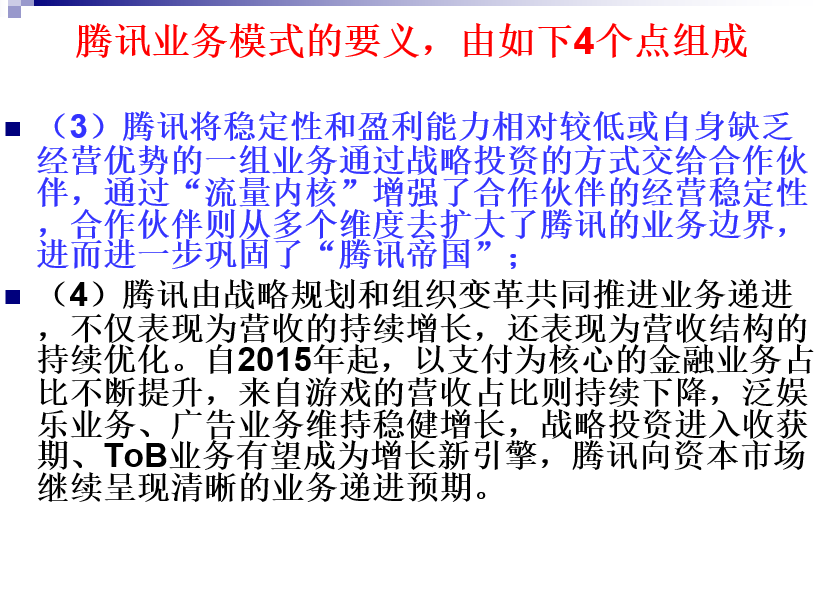 腾讯业务模式的要义，由如下4个点组成
（3）腾讯将稳定性和盈利能力相对较低或自身缺乏
经营优势的一组业务通过战略投资的方式交给合作伙
伴，通过“流量内核”增强了合作伙伴的经营稳定性
，合作伙伴则从多个维度去扩大了腾讯的业务边界，
进而进一步巩固了“腾讯帝国”；
（4）腾讯由战略规划和组织变革共同推进业务递进
，不仅表现为营收的持续增长，还表现为营收结构的
持续优化。自2015年起，以支付为核心的金融业务占
比不断提升，来自游戏的营收占比则持续下降，泛娱
乐业务、广告业务维持稳健增长，战略投资进入收获
期、ToB业务有望成为增长新引擎，腾讯向资本市场
继续呈现清晰的业务递进预期。